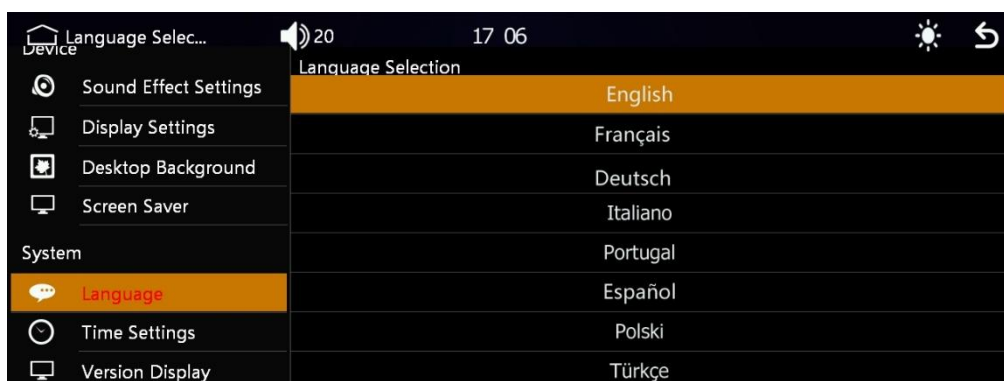 Language Selec...
20
17 06
Device
Sound Effect Settings
Display Settings
Desktop Background
Screen Saver
System
Language
Time Settings
Version Display
Language Selection
English
Français
Deutsch
Italiano
Portugal
Español
Polski
Türkçe